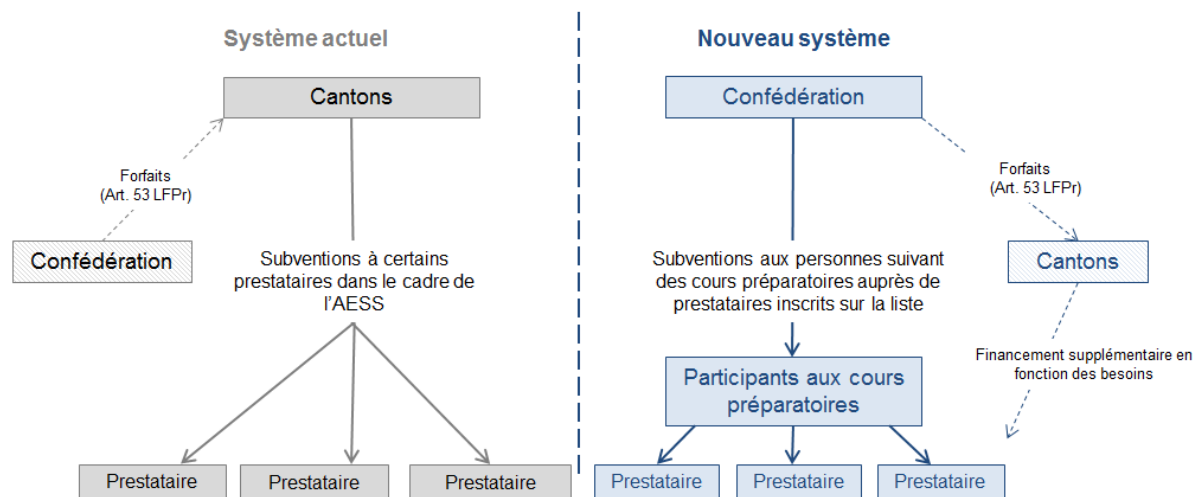 Système actuel
Cantons
Forfaits
(Art. 53 LFPr)
Confédération
Subventions à certains
prestataires dans le cadre de
l'AESS
Prestataire
Prestataire
Prestataire
Nouveau système
Confédération
Forfaits
(Art. 53 LFPr)
Cantons
Subventions aux personnes suivant
des cours préparatoires auprès de
prestataires inscrits sur la liste
Financement supplémentaire en
fonction des besoins
Participants aux cours
préparatoires
Prestataire
Prestataire
Prestataire